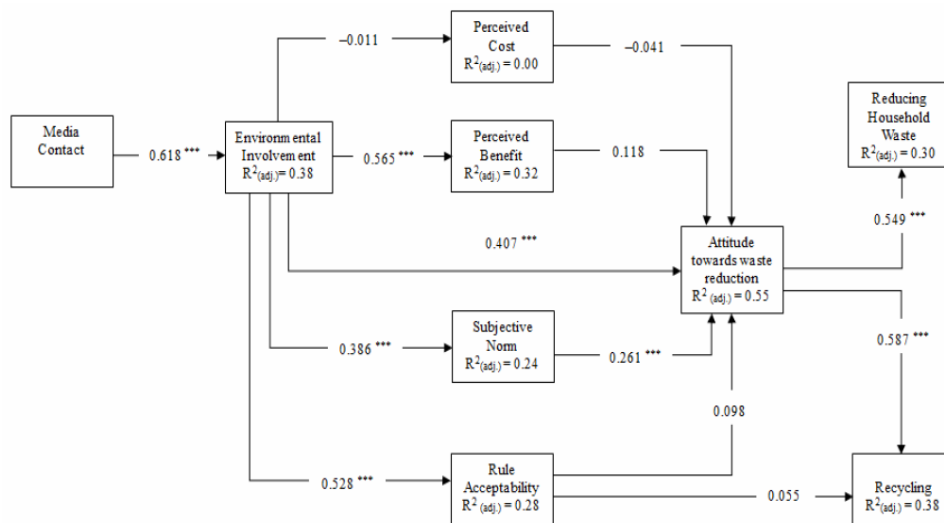 Perceived
Cost
R²(adj.) = 0.00
−0.011
−0.041
Media
Contact
0.618 ***
Environmental
Involvement
R²(adj.)= 0.38
0.565 ***
Perceived
Benefit
R²(adj.) = 0.32
0.118
Reducing
Household
Waste
R²(adj.) = 0.30
0.549 ***
0.407 ***
Attitude
towards waste
reduction
R² (adj.) = 0.55
0.386 ***
Subjective
Norm
R²(adj.) = 0.24
0.261 ***
0.587 ***
0.098
0.528 ***
Rule
Acceptability
R² (adj.) = 0.28
0.055
Recycling
R²(adj.) = 0.38